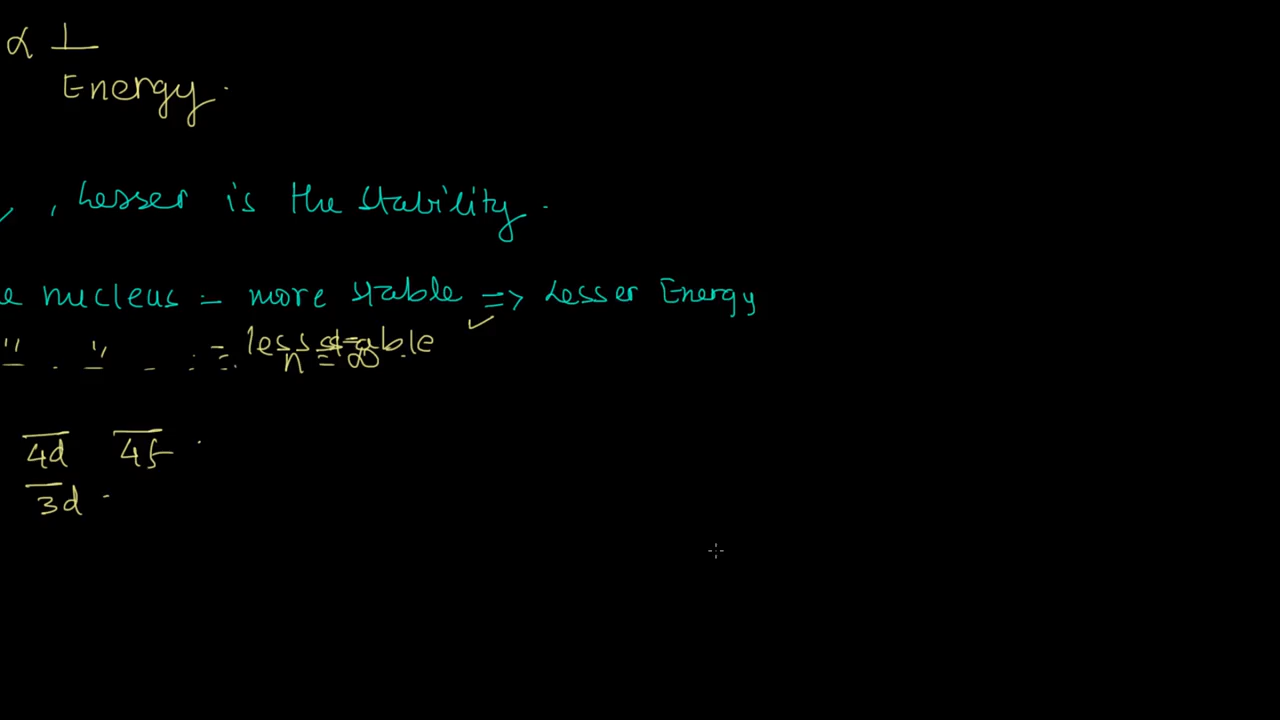 ∝ 1
Energy.
, Lesser is the stability.
e nucleus = more stable => Lesser Energy
" . " - . : = less stable
n = ∞ .
4d 4f .
3d .